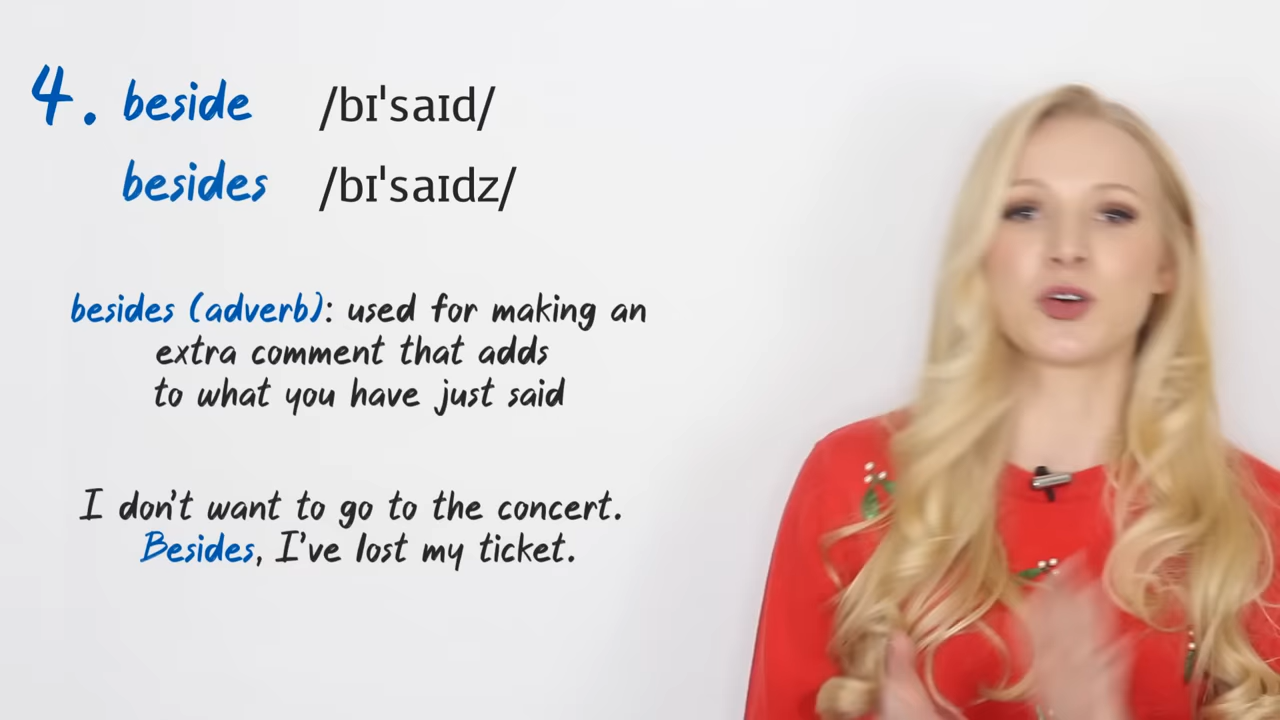 4. beside /bɪˈsaɪd/
besides /bɪˈsaɪdz/
besides (adverb): used for making an
extra comment that adds
to what you have just said
I don't want to go to the concert.
Besides, I've lost my ticket.